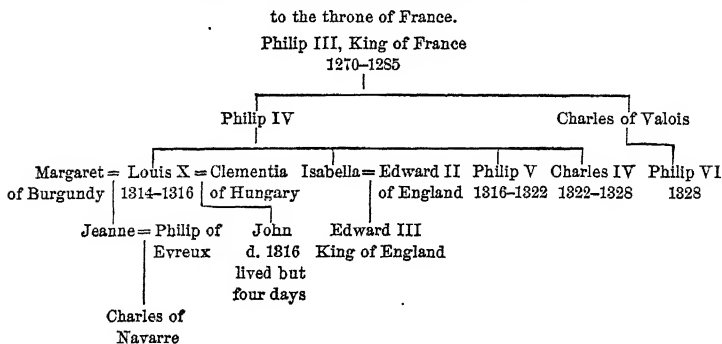 to the throne of France.
Philip III, King of France
1270–1285
Philip IV Charles of Valois
Margaret = Louis X = Clementia Isabella = Edward II Philip V Charles IV Philip VI
of Burgundy 1314–1316 of Hungary of England 1316–1322 1322–1328 1328
Jeanne = Philip of John Edward III
Evreux d. 1316 King of England
lived but
four days
Charles of
Navarre